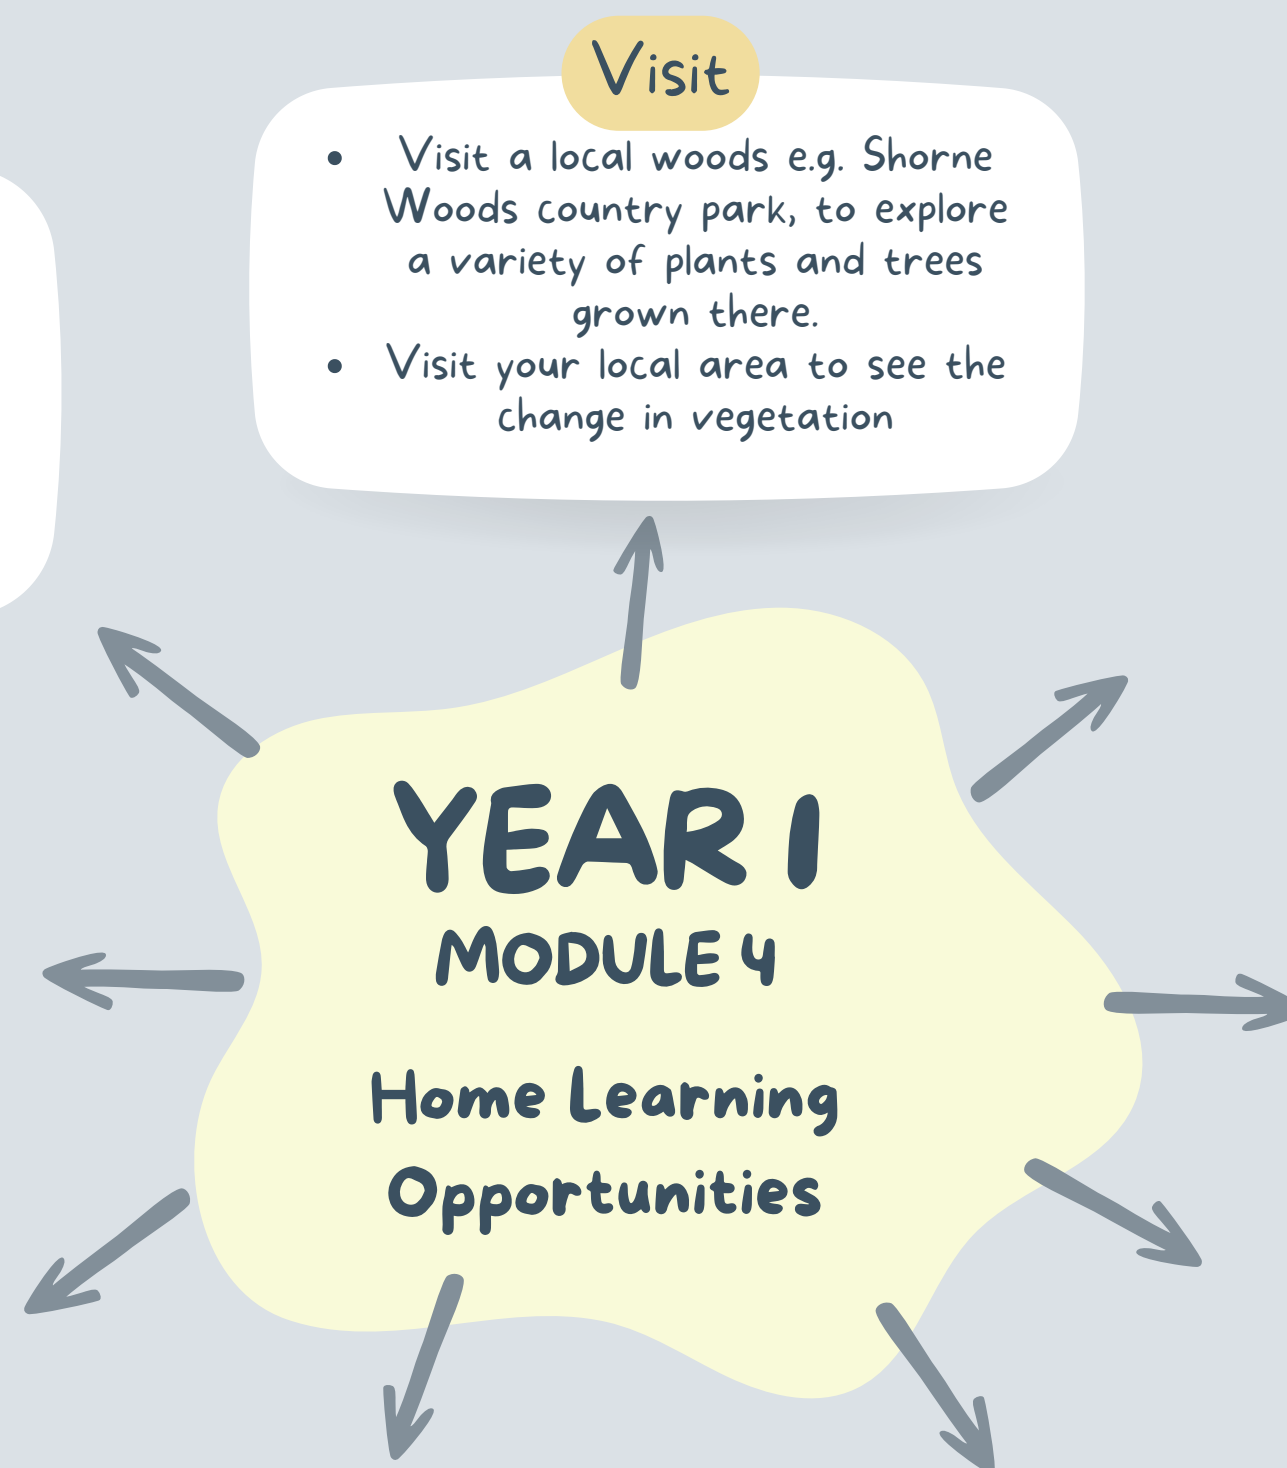 Visit
• Visit a local woods e.g. Shorne
Woods country park, to explore
a variety of plants and trees
grown there.
• Visit your local area to see the
change in vegetation
YEAR 1
MODULE 4
Home Learning
Opportunities